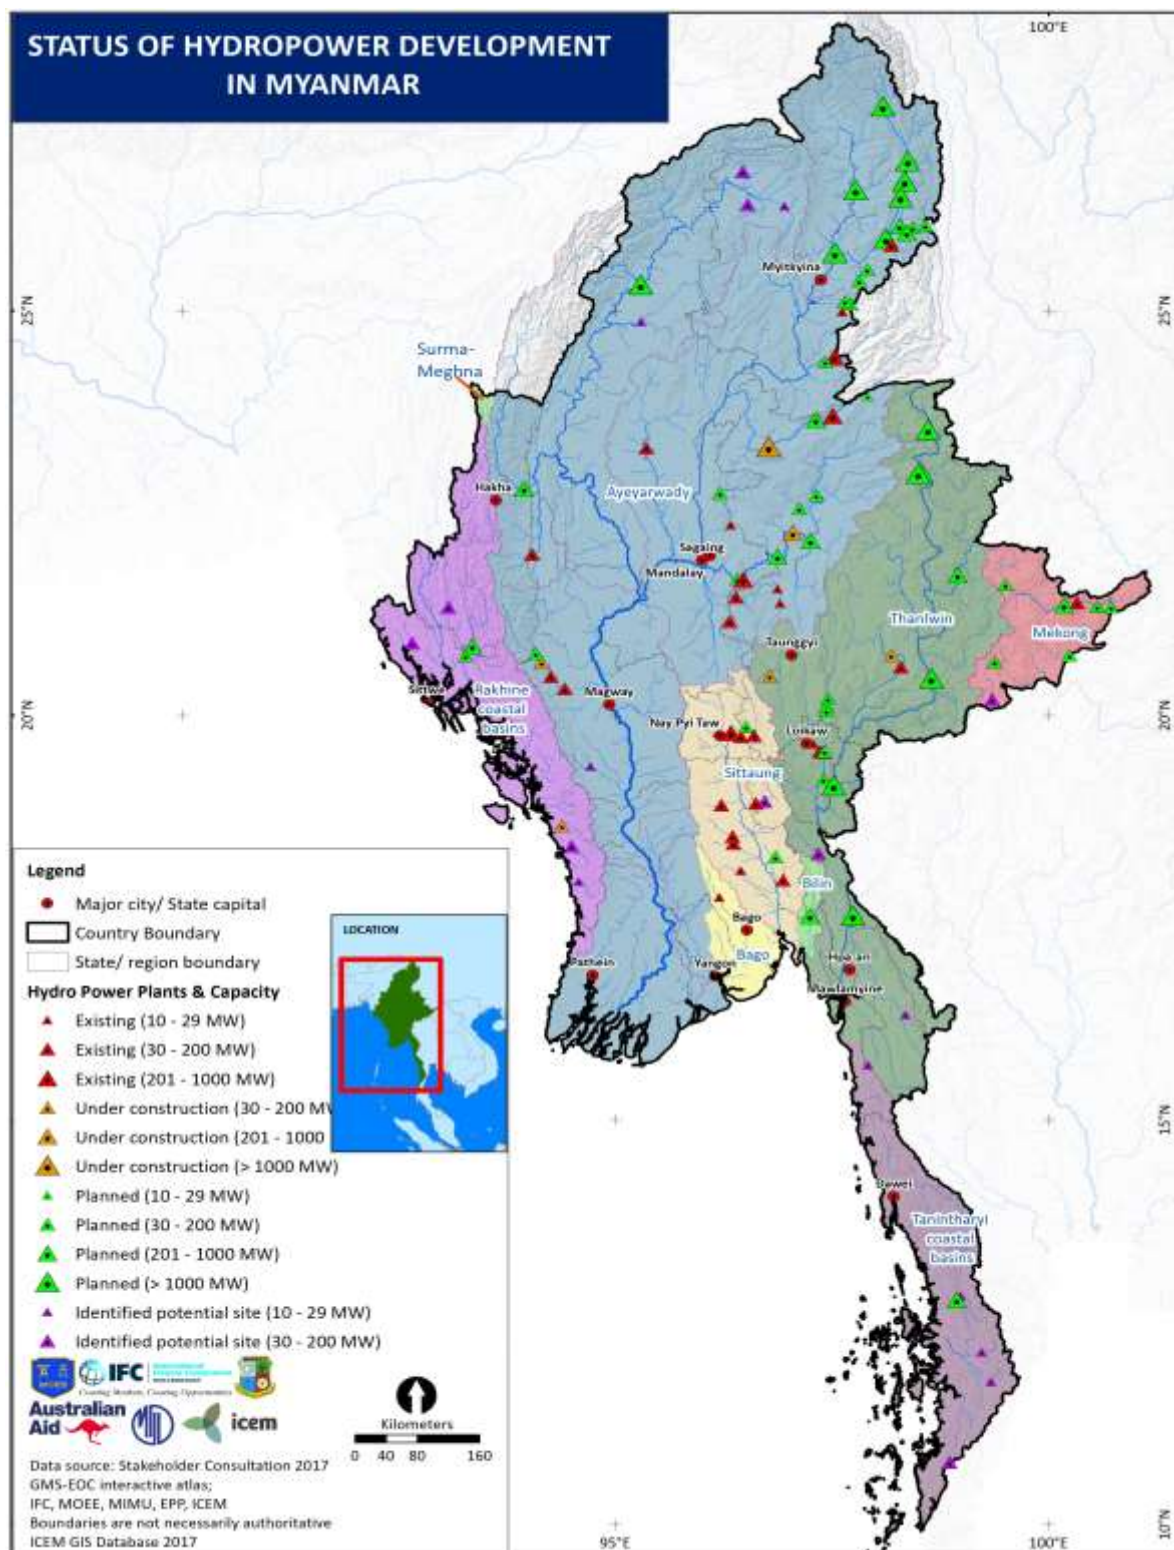 STATUS OF HYDROPOWER DEVELOPMENT
IN MYANMAR
100°E
25°N
25°N
Myitkyina
Surma-
Meghna
Hakha
Ayeyarwady
Sagaing
Mandalay
Taunggyi
Thanlwin
Mekong
20°N
20°N
Sittwe
Rakhine
coastal
basins
Magway
Nay Pyi Taw
Loikaw
Sittaung
Bilin
Bago
Bago
Pathein
Yangon
Hpa an
Mawlamyine
15°N
Dawei
Tanintharyi
coastal
basins
10°N
95°E
100°E
Legend
Major city/ State capital
Country Boundary
State/ region boundary
Hydro Power Plants & Capacity
Existing (10 - 29 MW)
Existing (30 - 200 MW)
Existing (201 - 1000 MW)
Under construction (30 - 200 MW
Under construction (201 - 1000
Under construction (> 1000 MW)
Planned (10 - 29 MW)
Planned (30 - 200 MW)
Planned (201 - 1000 MW)
Planned (> 1000 MW)
Identified potential site (10 - 29 MW)
Identified potential site (30 - 200 MW)
LOCATION
IFC
Creating Markets, Creating Opportunities
Australian
Aid
icem
Kilometers
0 40 80 160
Data source: Stakeholder Consultation 2017
GMS-EOC interactive atlas;
IFC, MOEE, MIMU, EPP, ICEM
Boundaries are not necessarily authoritative
ICEM GIS Database 2017